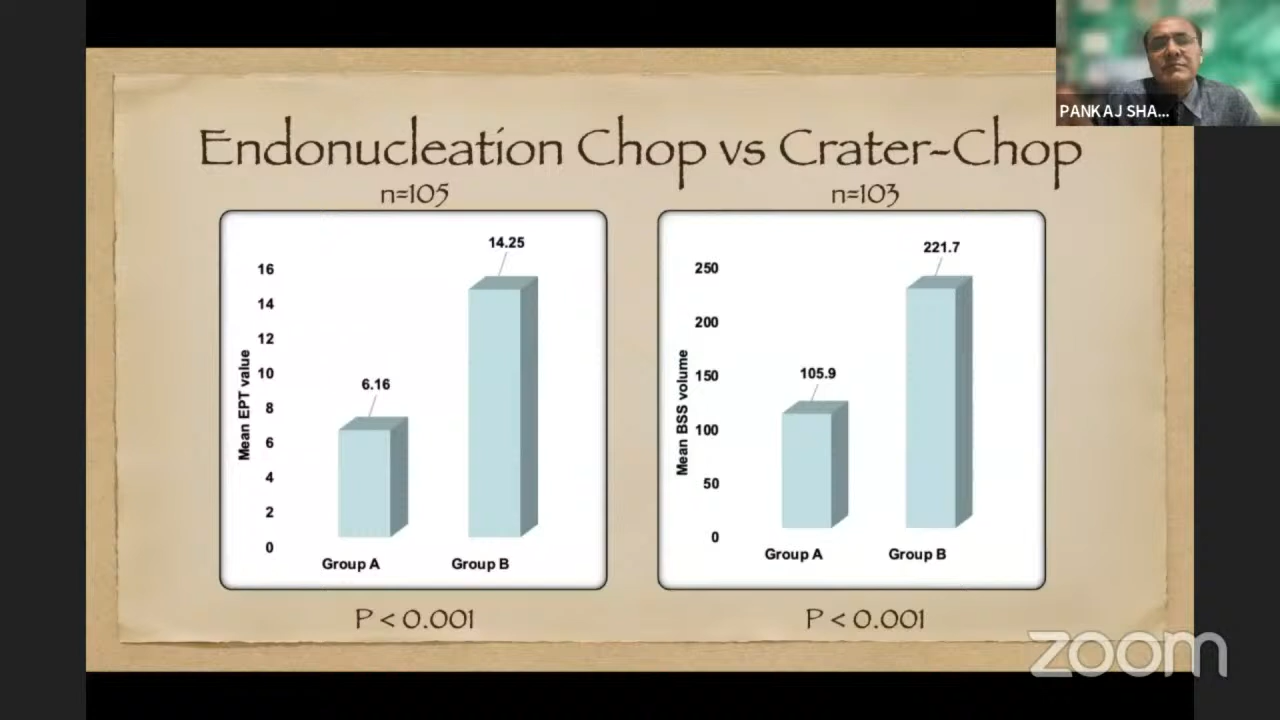 PANKAJ SHA...
Endonucleation Chop vs Crater-Chop
n=105
n=103
14.25
16
14
12
10
8
6
4
2
0
6.16
Mean EPT value
Group A
Group B
P < 0.001
221.7
250
200
150
100
50
0
105.9
Mean BSS volume
Group A
Group B
P < 0.001
zoom